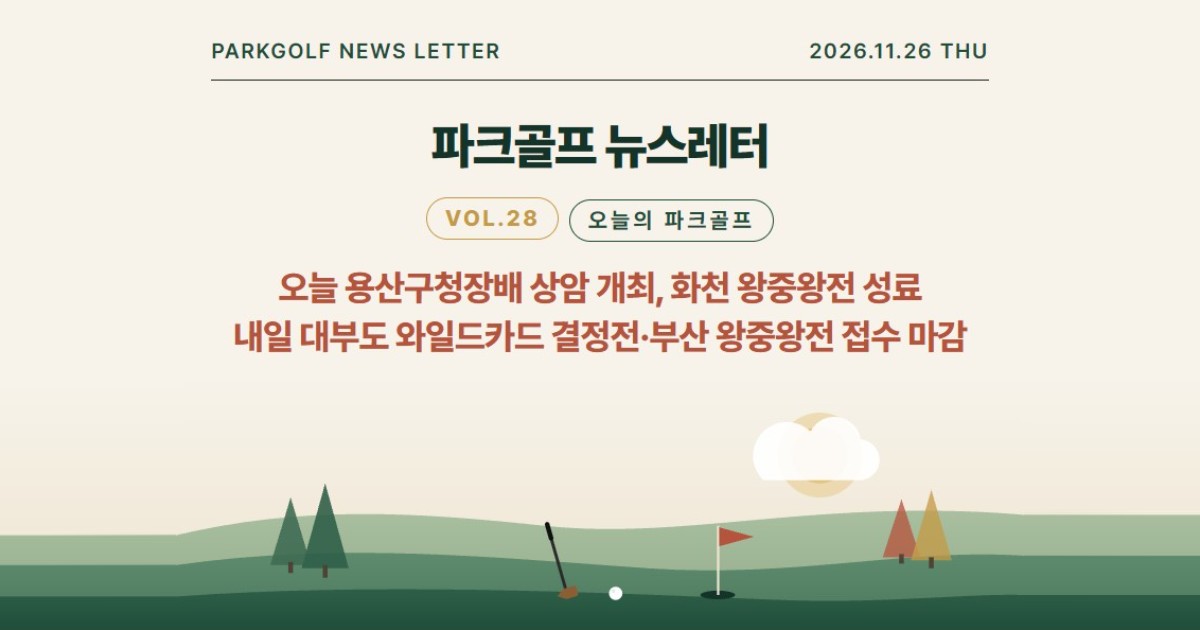 PARKGOLF NEWS LETTER
2026.11.26 THU
파크골프 뉴스레터
VOL.28
오늘의 파크골프
오늘 용산구청장배 상암 개최, 화천 왕중왕전 성료
내일 대부도 와일드카드 결정전·부산 왕중왕전 접수 마감